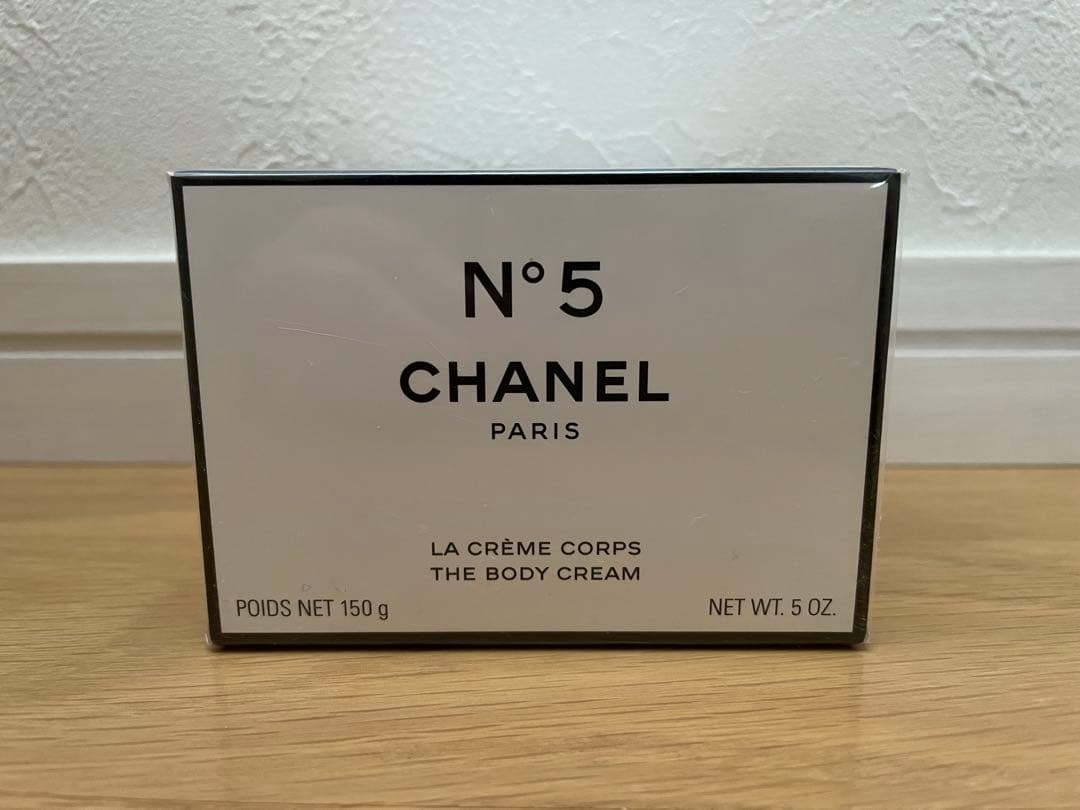 N°5
CHANEL
PARIS
LA CRÈME CORPS
THE BODY CREAM
POIDS NET 150 g
NET WT. 5 OZ.